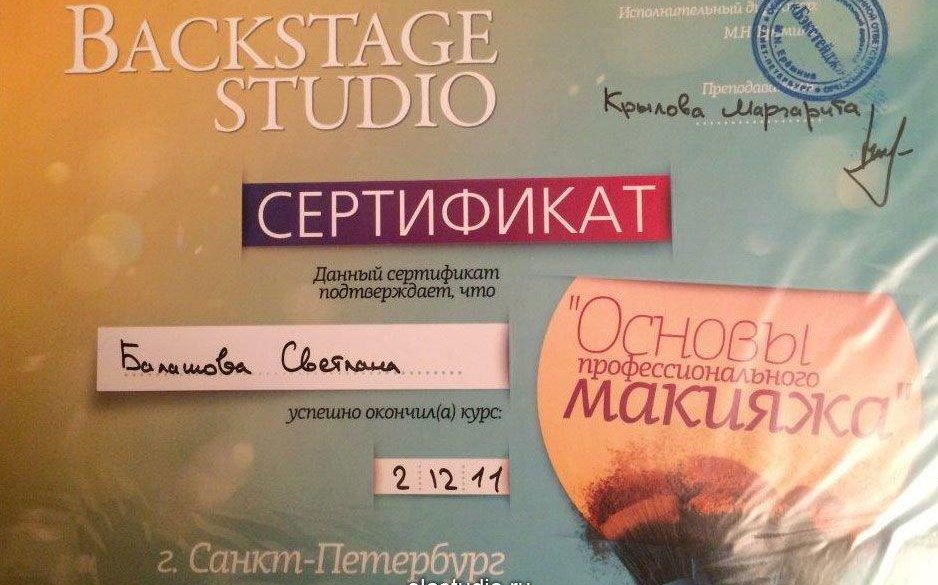 BACKSTAGE
STUDIO
Исполнительный
М.Н.
Крылова Маргарита
СЕРТИФИКАТ
Данный сертификат
подтверждает, что
Балашова Светлана
успешно окончил(а) курс:
"Основы
профессионального
макияжа"
2 12 11
г. Санкт-Петербург